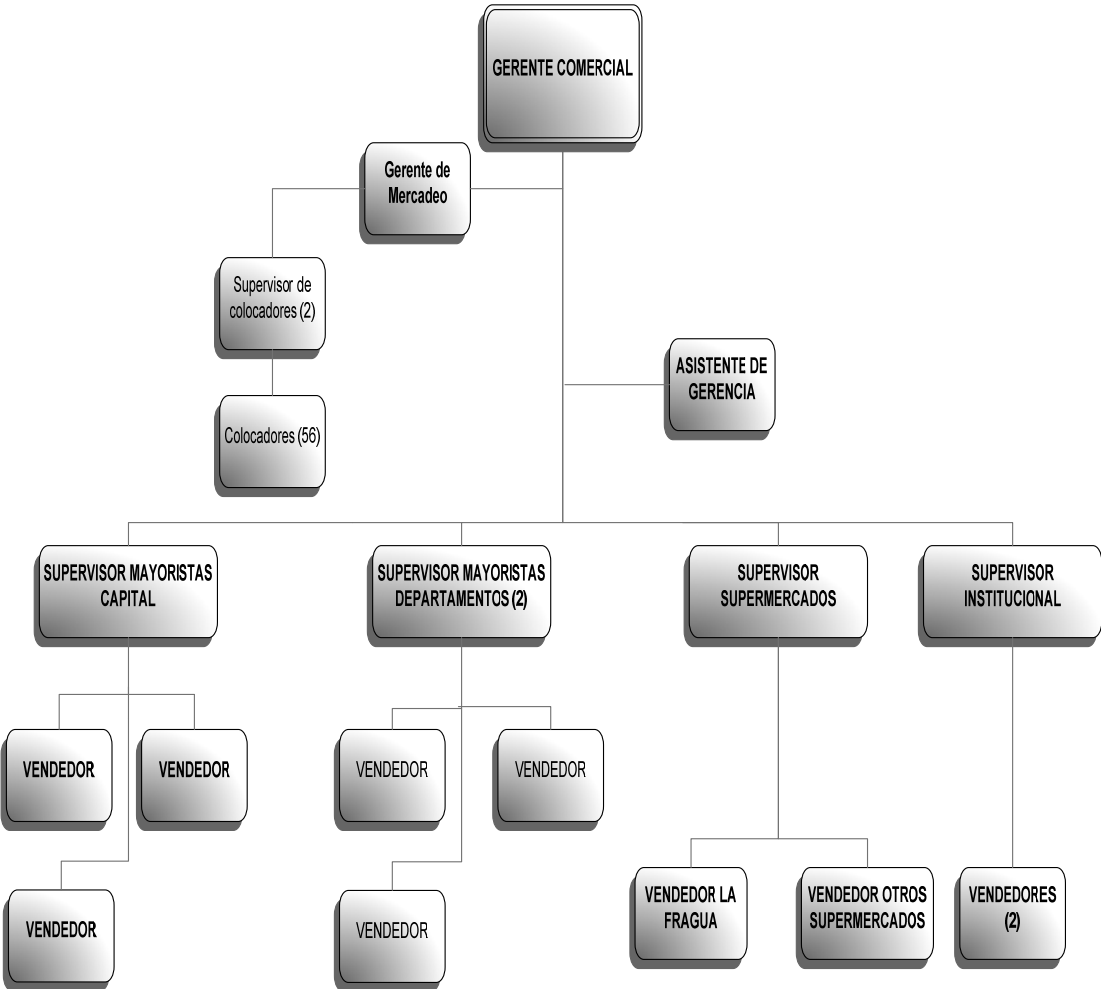 GERENTE COMERCIAL
Gerente de
Mercadeo
Supervisor de
colocadores (2)
Colocadores (56)
ASISTENTE DE
GERENCIA
SUPERVISOR MAYORISTAS
CAPITAL
SUPERVISOR MAYORISTAS
DEPARTAMENTOS (2)
SUPERVISOR
SUPERMERCADOS
SUPERVISOR
INSTITUCIONAL
VENDEDOR
VENDEDOR
VENDEDOR
VENDEDOR
VENDEDOR
VENDEDOR
VENDEDOR LA
FRAGUA
VENDEDOR OTROS
SUPERMERCADOS
VENDEDORES
(2)